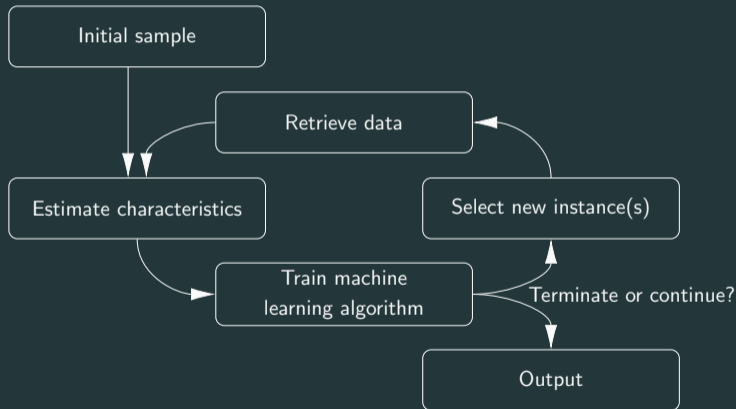 Initial sample
Retrieve data
Estimate characteristics
Select new instance(s)
Train machine
learning algorithm
Terminate or continue?
Output